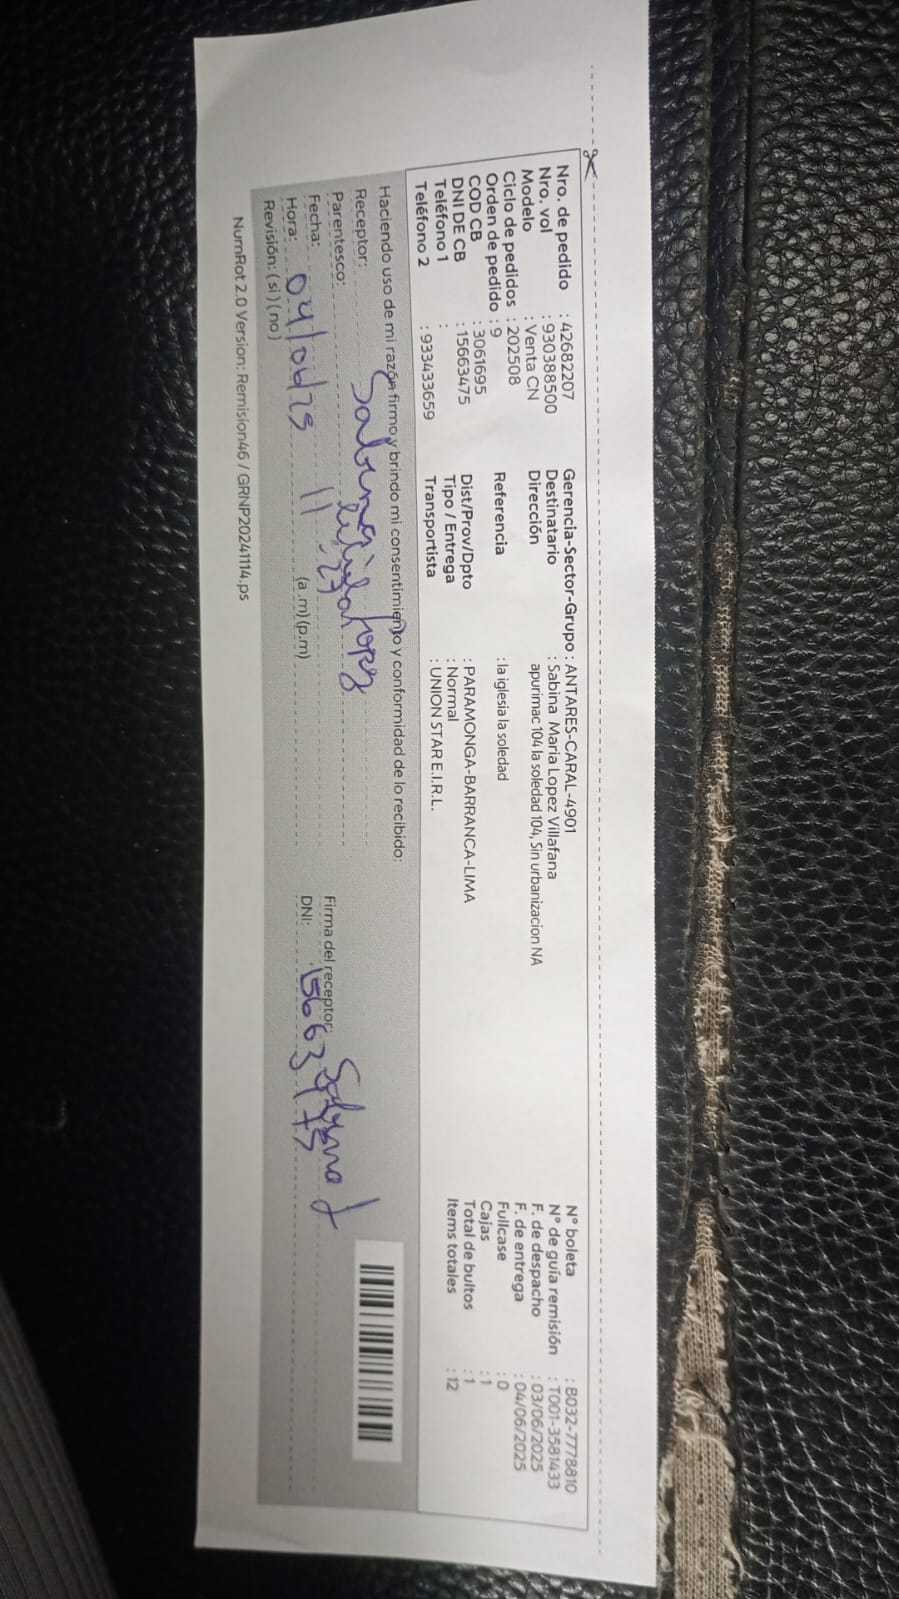 Nro. de pedido : 42682207 Gerencia-Sector-Grupo : ANTARES-CARAL-4901 N° boleta : B032-7778810
Nro. vol : 930388500 Destinatario : Sabina Maria Lopez Villafana N° de guía remisión : T001-3581433
Modelo : Venta CN Dirección apurimac 104 la soledad 104, Sin urbanizacion NA F. de despacho : 03/06/2025
Ciclo de pedidos : 202508 F. de entrega : 04/06/2025
Orden de pedido : 9 Referencia : la iglesia la soledad Fullcase : 0
COD CB : 3061695 Cajas : 1
DNI DE CB : 15663475 Dist/Prov/Dpto : PARAMONGA-BARRANCA-LIMA Total de bultos : 1
Teléfono 1 : Tipo / Entrega : Normal Items totales : 12
Teléfono 2 : 933433659 Transportista : UNION STAR E.I.R.L.
Haciendo uso de mi razón firmo y brindo mi consentimiento y conformidad de lo recibido:
Receptor: Sabina Lopez
Parentesco:
Firma del receptor:
Fecha: 04/06/25
DNI: 15663475
Hora: 11 (a.m)(p.m)
Revisión: (si) (no)
NumRot 2.0 Version: Remision46 / GRNP20241114.ps